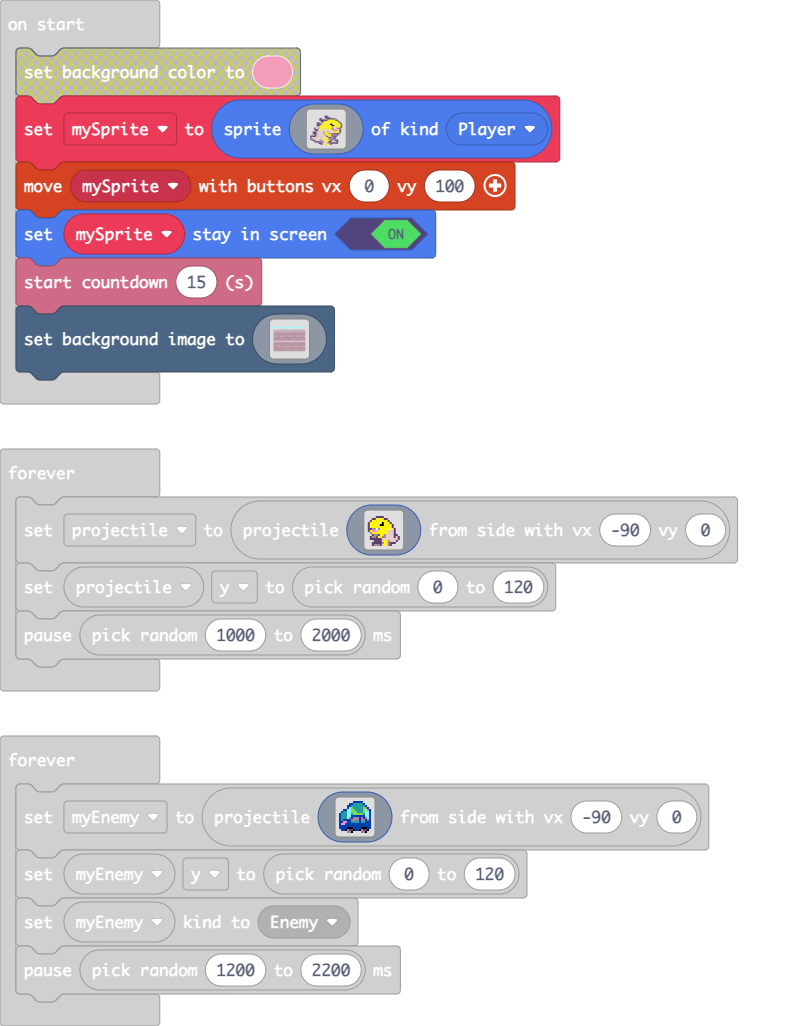 on start
set background color to
set mySprite to sprite of kind Player
move mySprite with buttons vx 0 vy 100
set mySprite stay in screen ON
start countdown 15 (s)
set background image to
forever
set projectile to projectile from side with vx -90 vy 0
set projectile y to pick random 0 to 120
pause pick random 1000 to 2000 ms
forever
set myEnemy to projectile from side with vx -90 vy 0
set myEnemy y to pick random 0 to 120
set myEnemy kind to Enemy
pause pick random 1200 to 2200 ms